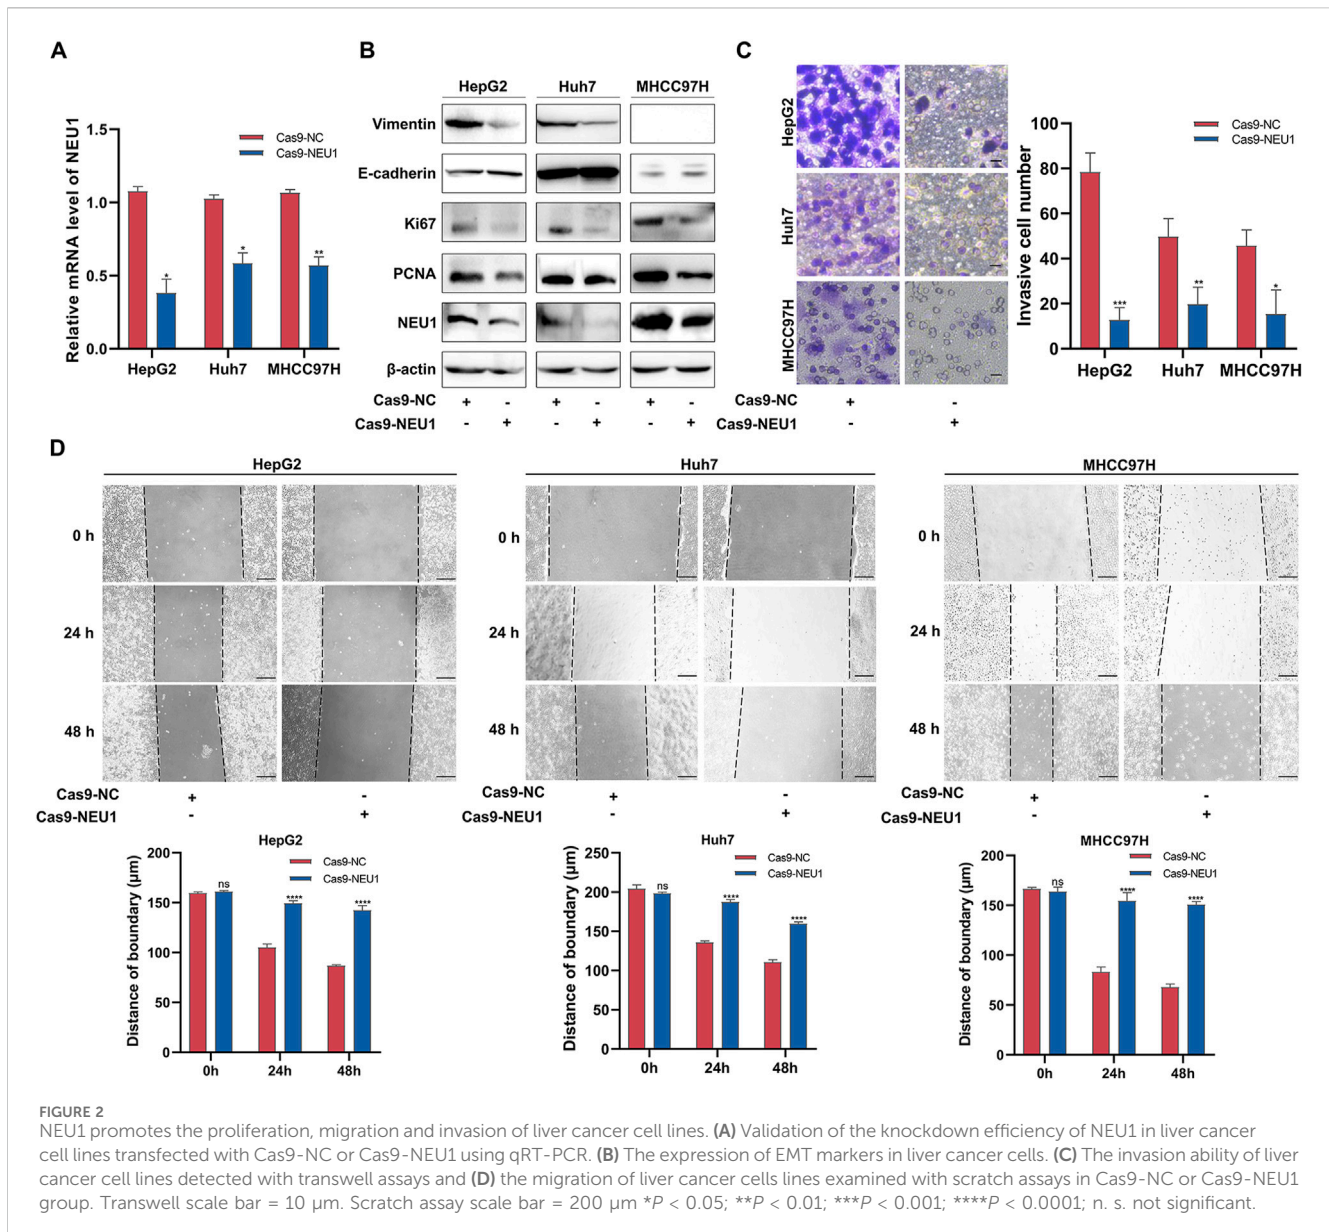 A
Relative mRNA level of NEU1
1.5
1.0
0.5
0.0
Cas9-NC
Cas9-NEU1
*
*
**
HepG2 Huh7 MHCC97H
B
HepG2 Huh7 MHCC97H
Vimentin
E-cadherin
Ki67
PCNA
NEU1
β-actin
Cas9-NC + - + - + -
Cas9-NEU1 - + - + - +
C
HepG2
Huh7
MHCC97H
Cas9-NC + -
Cas9-NEU1 - +
Invasive cell number
100
80
60
40
20
0
Cas9-NC
Cas9-NEU1
***
**
*
HepG2 Huh7 MHCC97H
D
HepG2
0 h
24 h
48 h
Cas9-NC + -
Cas9-NEU1 - +
Huh7
0 h
24 h
48 h
Cas9-NC + -
Cas9-NEU1 - +
MHCC97H
0 h
24 h
48 h
Cas9-NC + -
Cas9-NEU1 - +
HepG2
Distance of boundary (μm)
200
150
100
50
0
Cas9-NC
Cas9-NEU1
ns
****
****
0h 24h 48h
Huh7
Distance of boundary (μm)
250
200
150
100
50
0
Cas9-NC
Cas9-NEU1
ns
****
****
0h 24h 48h
MHCC97H
Distance of boundary (μm)
200
150
100
50
0
Cas9-NC
Cas9-NEU1
ns
****
****
0h 24h 48h
FIGURE 2
NEU1 promotes the proliferation, migration and invasion of liver cancer cell lines. (A) Validation of the knockdown efficiency of NEU1 in liver cancer
cell lines transfected with Cas9-NC or Cas9-NEU1 using qRT-PCR. (B) The expression of EMT markers in liver cancer cells. (C) The invasion ability of liver
cancer cell lines detected with transwell assays and (D) the migration of liver cancer cells lines examined with scratch assays in Cas9-NC or Cas9-NEU1
group. Transwell scale bar = 10 μm. Scratch assay scale bar = 200 μm *P < 0.05; **P < 0.01; ***P < 0.001; ****P < 0.0001; n. s. not significant.